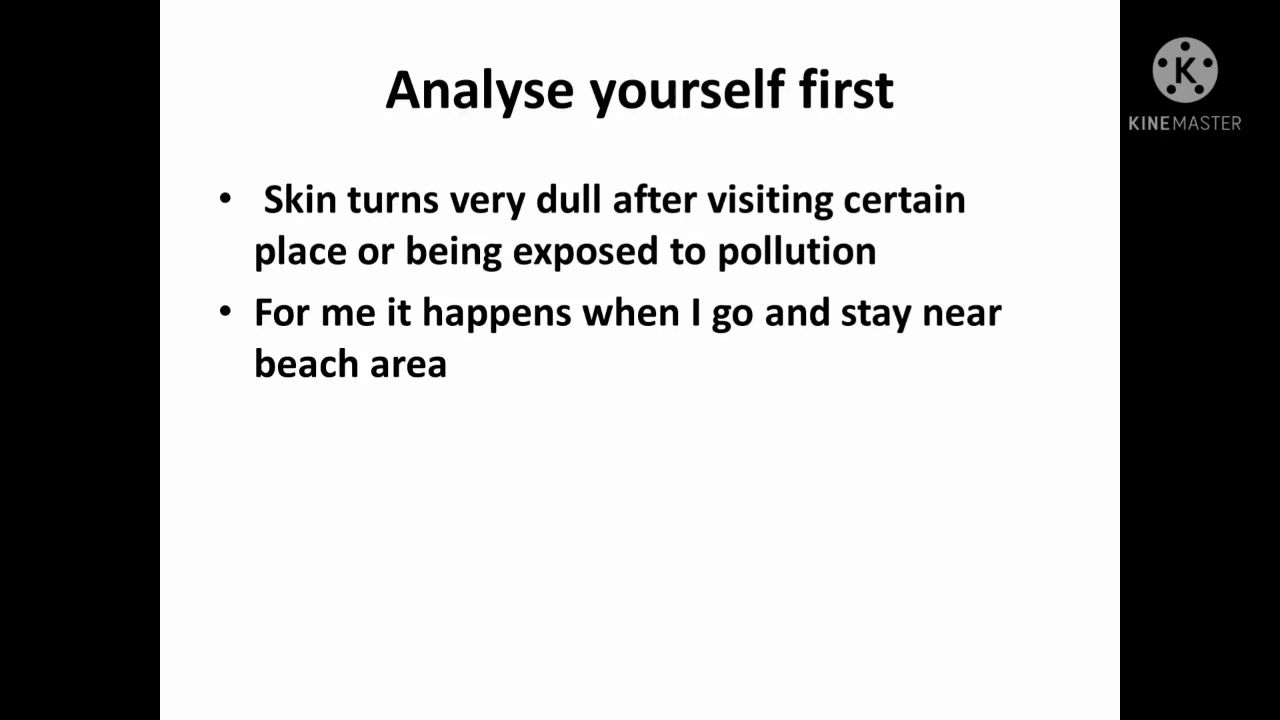 Analyse yourself first
K
KINEMASTER
• Skin turns very dull after visiting certain
place or being exposed to pollution
• For me it happens when I go and stay near
beach area